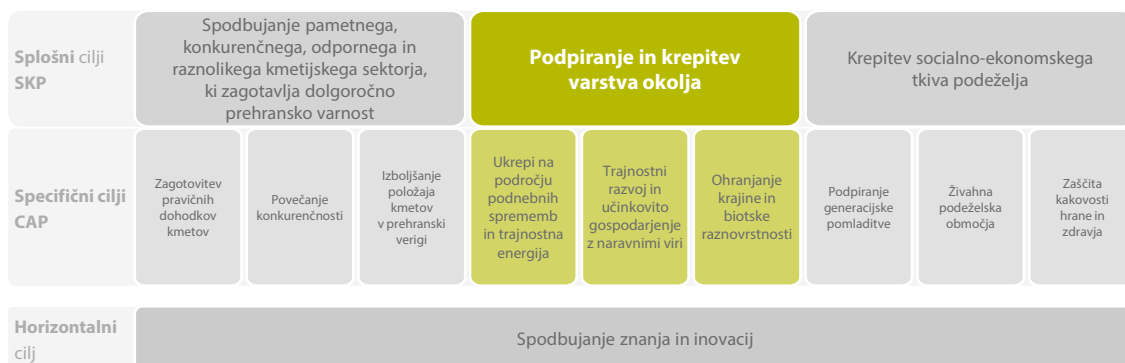 Splošni cilji
SKP
Spodbujanje pametnega,
konkurenčnega, odpornega in
raznolikega kmetijskega sektorja,
ki zagotavlja dolgoročno
prehransko varnost
Podpiranje in krepitev
varstva okolja
Krepitev socialno-ekonomskega
tkiva podeželja
Specifični cilji
CAP
Zagotovitev
pravičnih
dohodkov
kmetov
Povečanje
konkurenčnosti
Izboljšanje
položaja
kmetov
v prehranski
verigi
Ukrepi na
področju
podnebnih
sprememb
in trajnostna
energija
Trajnostni
razvoj in
učinkovito
gospodarjenje
z naravnimi viri
Ohranjanje
krajine in
biotske
raznovrstnosti
Podpiranje
generacijske
pomladitve
Živahna
podeželska
območja
Zaščita
kakovosti
hrane in
zdravja
Horizontalni
cilj
Spodbujanje znanja in inovacij